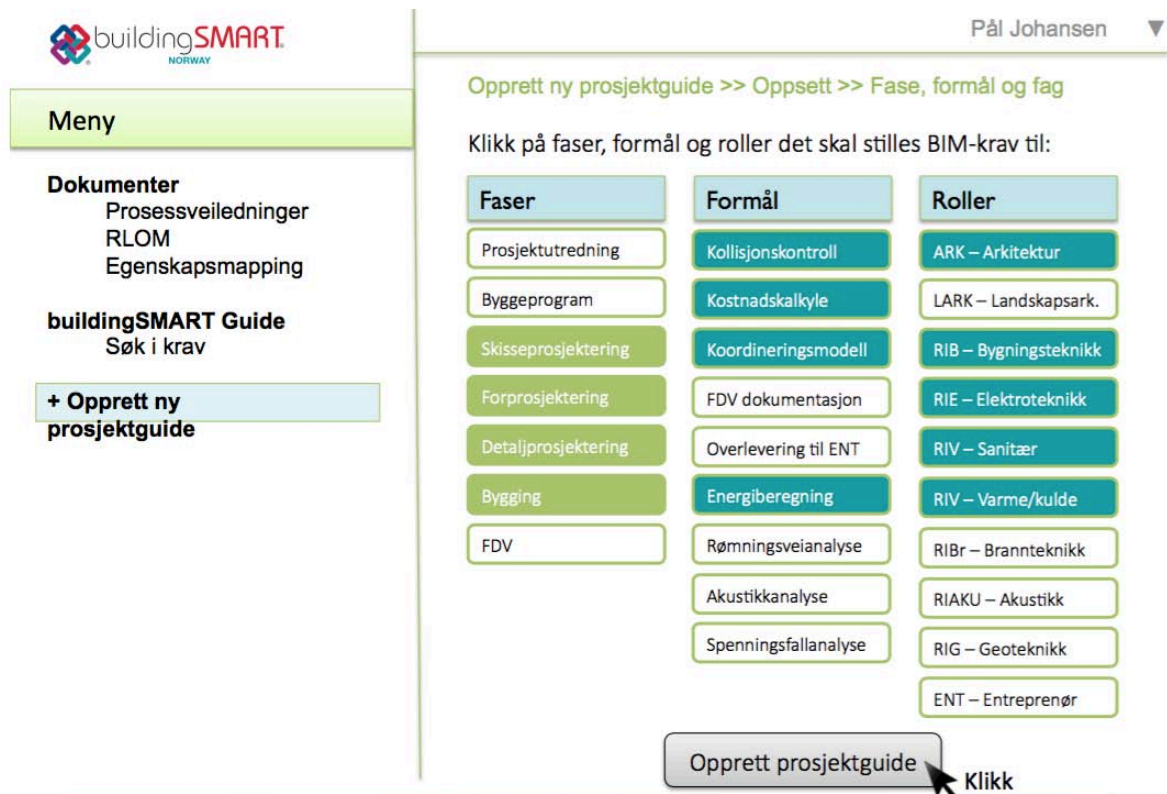 buildingSMART
NORWAY
Pål Johansen
Meny
Dokumenter
Prosessveiledninger
RLOM
Egenskapsmapping
buildingSMART Guide
Søk i krav
+ Opprett ny
prosjektguide
Opprett ny prosjektguide >> Oppsett >> Fase, formål og fag
Klikk på faser, formål og roller det skal stilles BIM-krav til:
Faser
Prosjektutredning
Byggeprogram
Skisseprosjektering
Forprosjektering
Detaljprosjektering
Bygging
FDV
Formål
Kollisjonskontroll
Kostnadskalkyle
Koordineringsmodell
FDV dokumentasjon
Overlevering til ENT
Energiberegning
Rømningsveianalyse
Akustikkanalyse
Spenningsfallanalyse
Roller
ARK – Arkitektur
LARK – Landskapsark.
RIB – Bygningsteknikk
RIE – Elektroteknikk
RIV – Sanitær
RIV – Varme/kulde
RIBr – Brannteknikk
RIAKU – Akustikk
RIG – Geoteknikk
ENT – Entreprenør
Opprett prosjektguide
Klikk